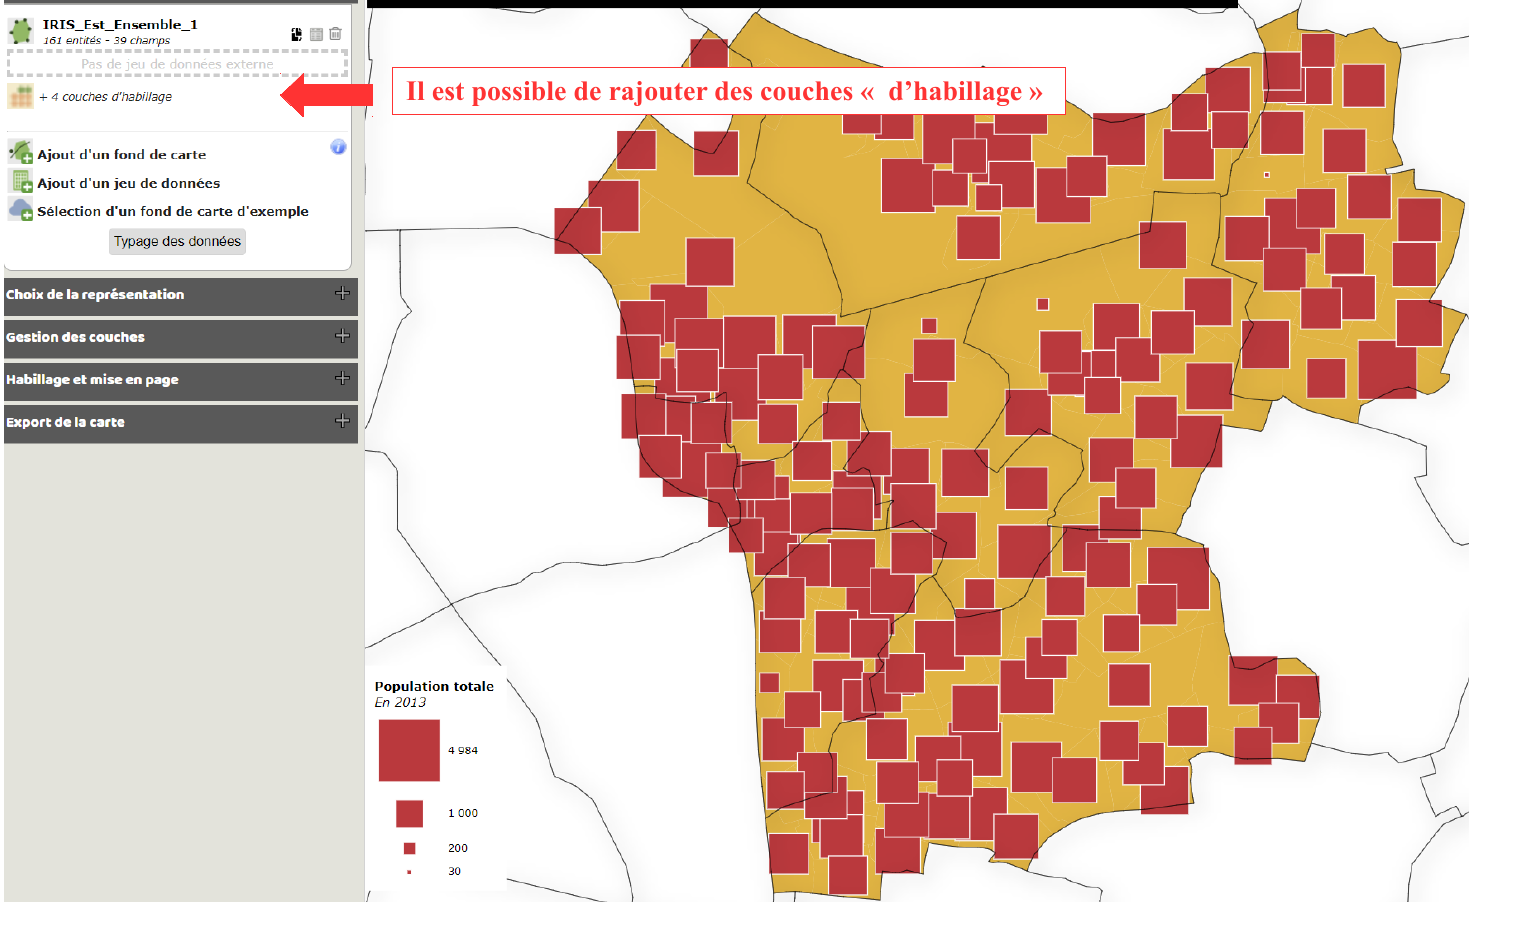 IRIS_Est_Ensemble_1
161 entités - 39 champs
Pas de jeu de données externe
+ 4 couches d'habillage
Il est possible de rajouter des couches «  d’habillage »
Ajout d'un fond de carte
i
Ajout d'un jeu de données
Sélection d'un fond de carte d'exemple
Typage des données
Choix de la représentation
Gestion des couches
Habillage et mise en page
Export de la carte
Population totale
En 2013
4 984
1 000
200
30